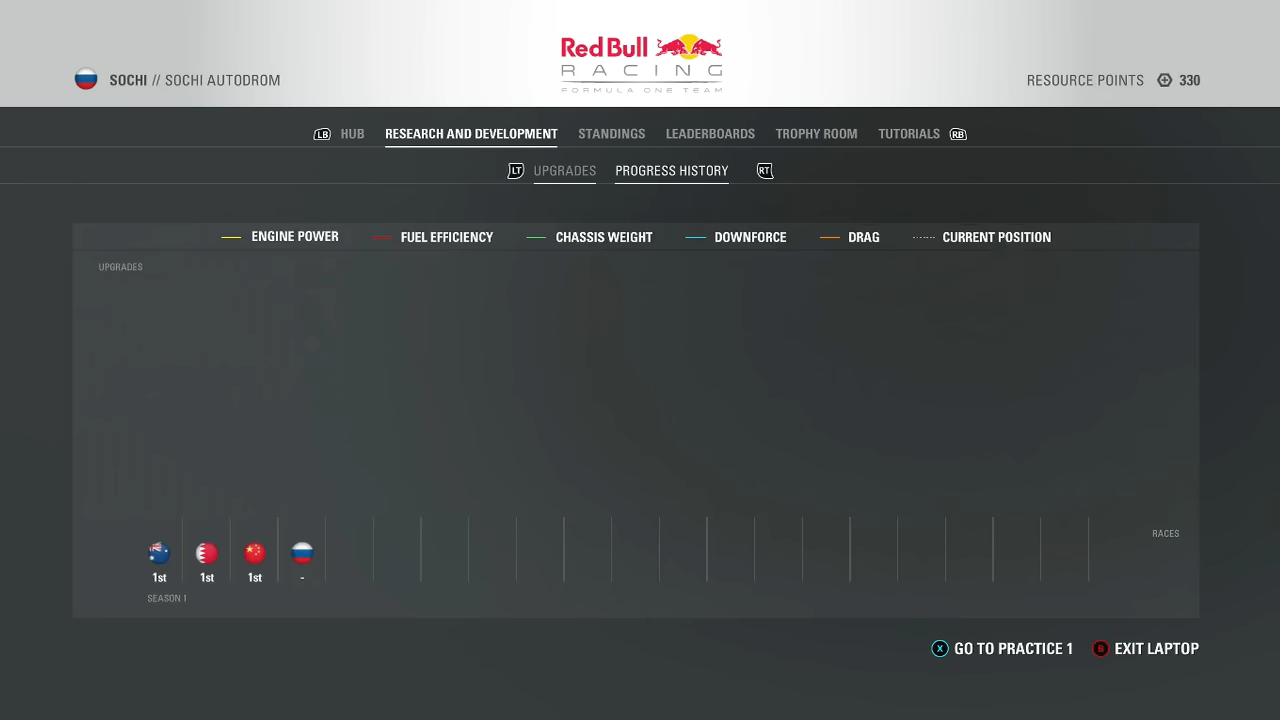 Red Bull
RACING
FORMULA ONE TEAM
SOCHI // SOCHI AUTODROM
RESOURCE POINTS 330
LB HUB RESEARCH AND DEVELOPMENT STANDINGS LEADERBOARDS TROPHY ROOM TUTORIALS RB
LT UPGRADES PROGRESS HISTORY RT
ENGINE POWER FUEL EFFICIENCY CHASSIS WEIGHT DOWNFORCE DRAG CURRENT POSITION
UPGRADES
RACES
1st 1st 1st -
SEASON 1
X GO TO PRACTICE 1 B EXIT LAPTOP